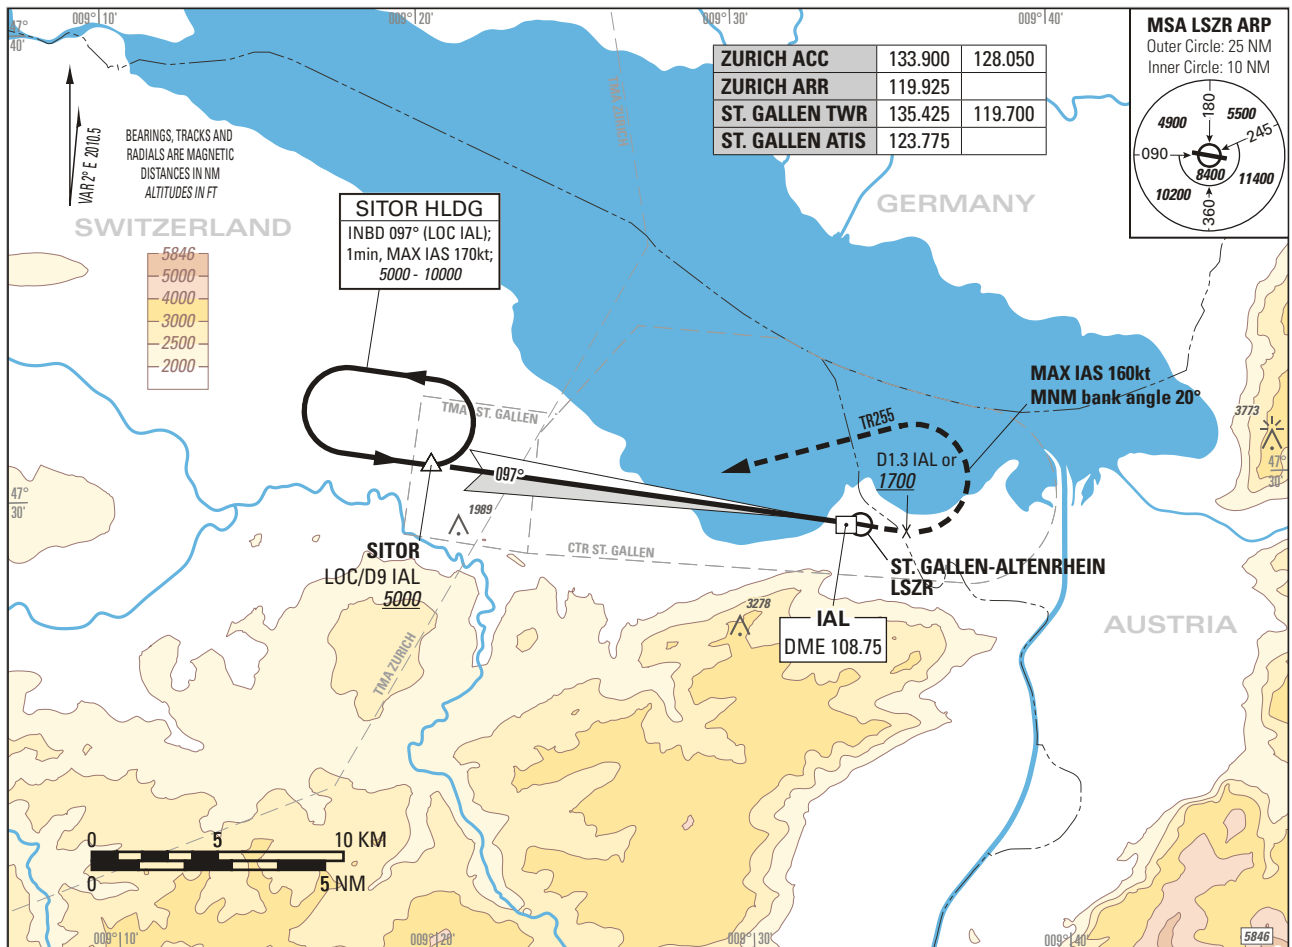 009° 10'
009° 20'
009° 30'
009° 40'
47°
40'
MSA LSZR ARP
Outer Circle: 25 NM
Inner Circle: 10 NM
180
4900
5500
245
090
8400
10200
11400
360
ZURICH ACC 133.900 128.050
ZURICH ARR 119.925
ST. GALLEN TWR 135.425 119.700
ST. GALLEN ATIS 123.775
TMA ZURICH
VAR 2° E 2010.5
BEARINGS, TRACKS AND
RADIALS ARE MAGNETIC
DISTANCES IN NM
ALTITUDES IN FT
SWITZERLAND
GERMANY
SITOR HLDG
INBD 097° (LOC IAL);
1min, MAX IAS 170kt;
5000 - 10000
5846
5000
4000
3000
2500
2000
MAX IAS 160kt
MNM bank angle 20°
3773
TMA ST. GALLEN
TR255
D1.3 IAL or
1700
097°
47°
30'
47°
30'
1989
SITOR
LOC/D9 IAL
5000
CTR ST. GALLEN
ST. GALLEN-ALTENRHEIN
LSZR
3278
IAL
DME 108.75
AUSTRIA
TMA ZURICH
0 5 10 KM
0 5 NM
009° 10'
009° 20'
009° 30'
009° 40'
5846